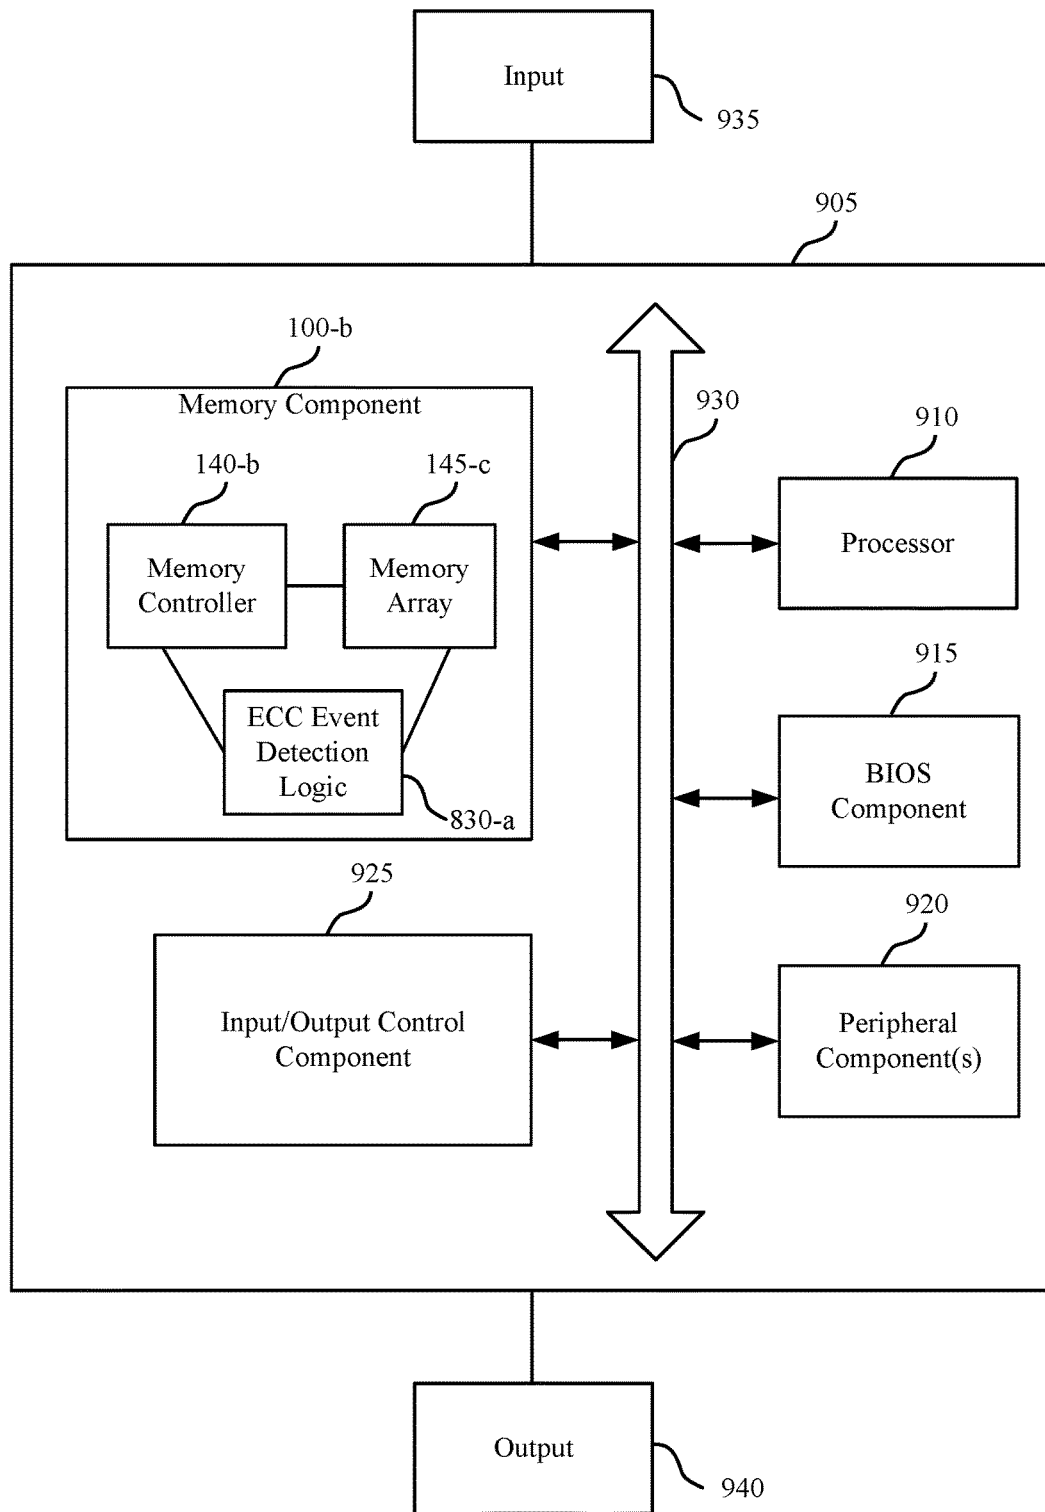 Input
935
905
100-b
Memory Component
930
910
140-b
145-c
Memory
Controller
Memory
Array
Processor
ECC Event
Detection
Logic
830-a
915
BIOS
Component
925
920
Input/Output Control
Component
Peripheral
Component(s)
Output
940